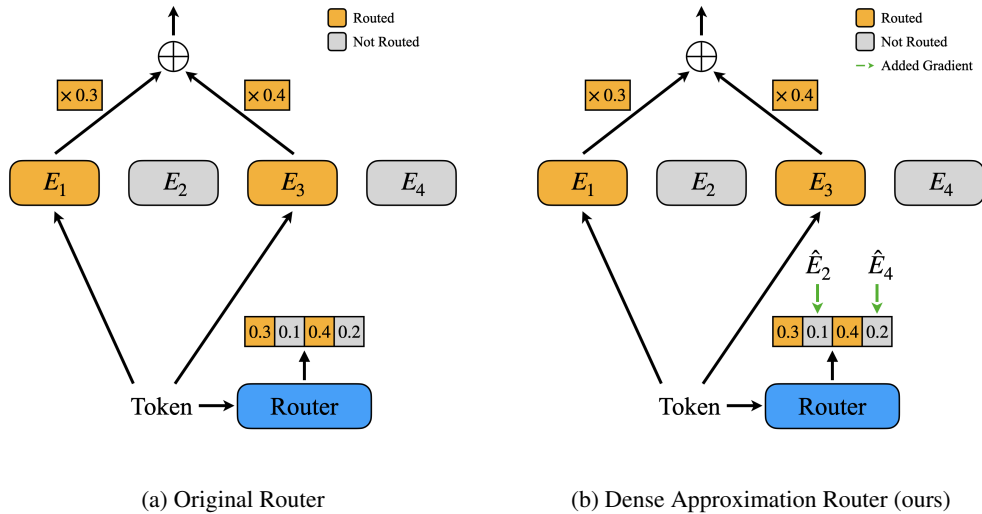 Routed
Not Routed
× 0.3
× 0.4
E1
E2
E3
E4
0.3 0.1 0.4 0.2
Token
Router
(a) Original Router
Routed
Not Routed
Added Gradient
× 0.3
× 0.4
E1
E2
E3
E4
Ê2
Ê4
0.3 0.1 0.4 0.2
Token
Router
(b) Dense Approximation Router (ours)